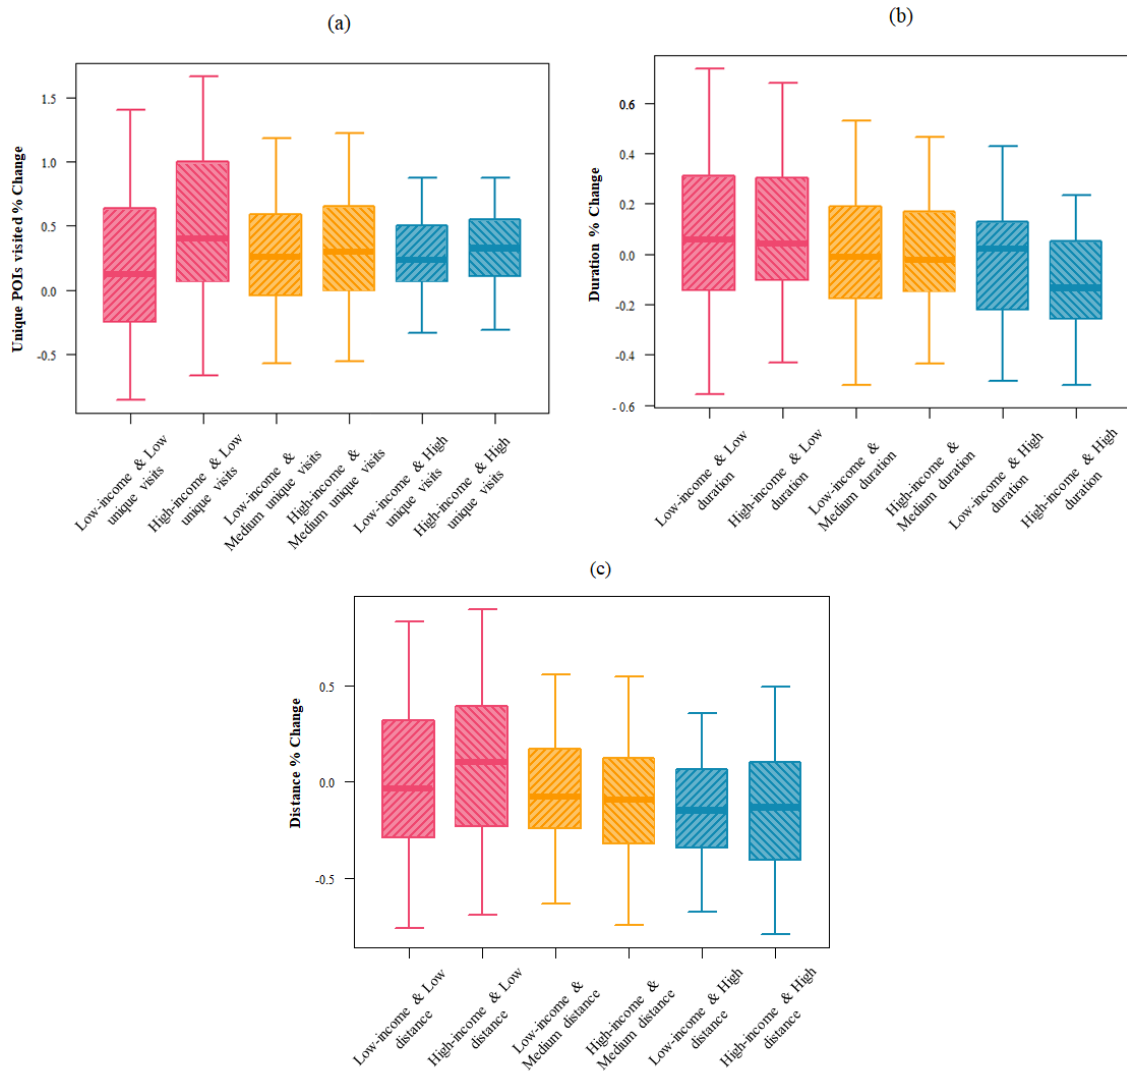 (a)
Unique POIs visited % Change
1.5
1.0
0.5
0.0
-0.5
Low-income & Low
unique visits
High-income & Low
unique visits
Low-income &
Medium unique visits
High-income &
Medium unique visits
Low-income & High
unique visits
High-income & High
unique visits
(b)
Duration % Change
0.6
0.4
0.2
0.0
-0.2
-0.4
-0.6
Low-income & Low
duration
High-income & Low
duration
Low-income &
Medium duration
High-income &
Medium duration
Low-income & High
duration
High-income & High
duration
(c)
Distance % Change
0.5
0.0
-0.5
Low-income & Low
distance
High-income & Low
distance
Low-income &
Medium distance
High-income &
Medium distance
Low-income & High
distance
High-income & High
distance